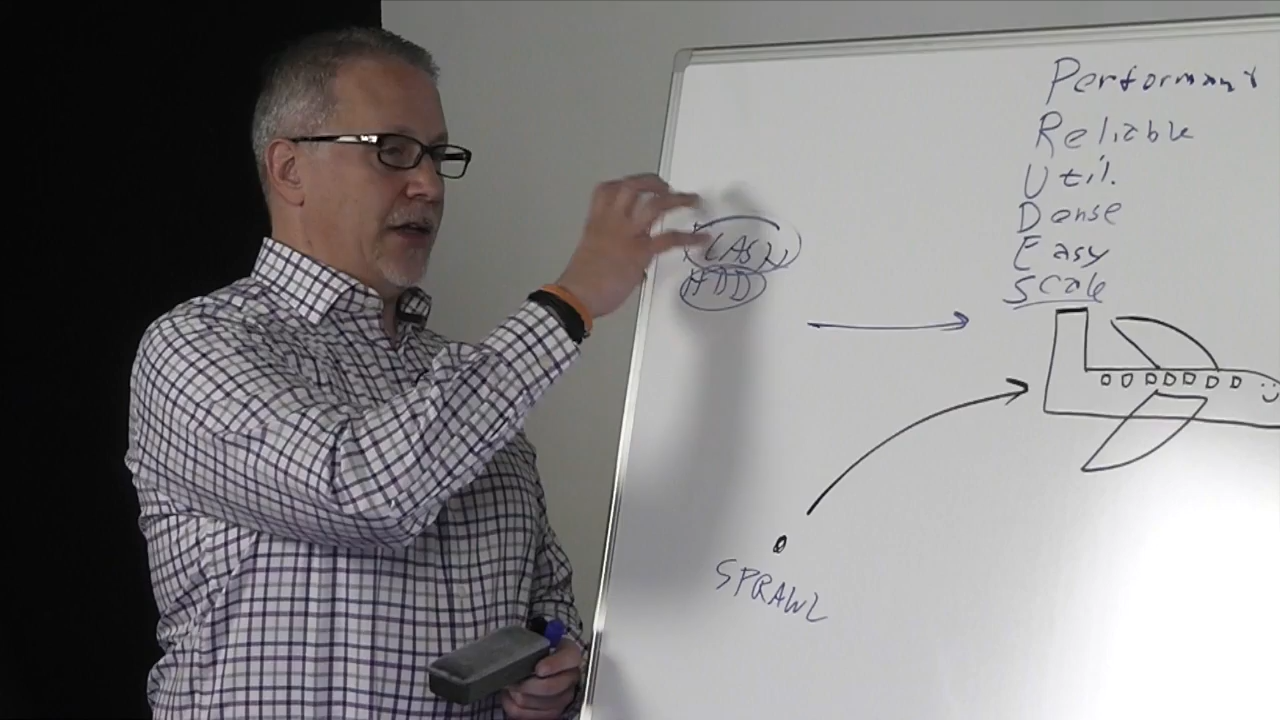 Performant
Reliable
Util.
Dense
Easy
Scale
HDD
SPRAWL